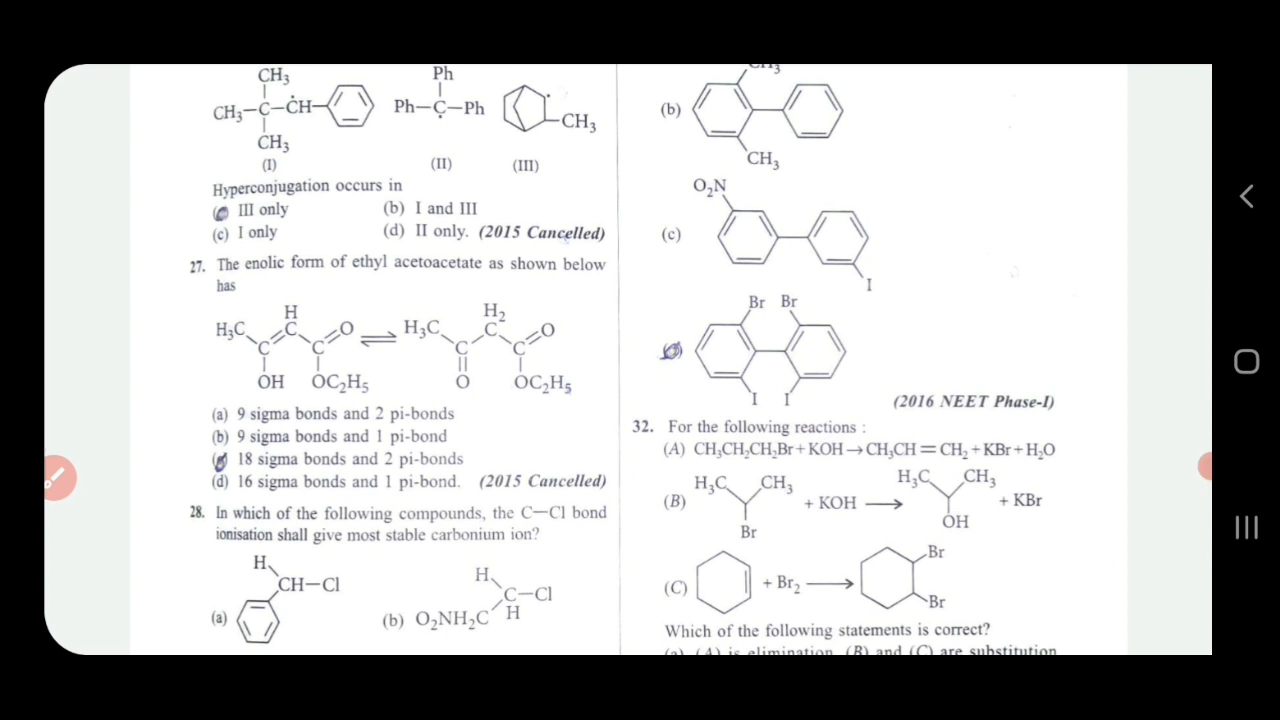 CH3
CH3–C–ĊH–
CH3
(I)
Ph
Ph–C–Ph
(II)
CH3
(III)
Hyperconjugation occurs in
III only
(b) I and III
(c) I only
(d) II only. (2015 Cancelled)
27. The enolic form of ethyl acetoacetate as shown below
has
H
H3C
C
O
C
C
OH
OC2H5
⇌
H2
H3C
C
O
C
C
O
OC2H5
(a) 9 sigma bonds and 2 pi-bonds
(b) 9 sigma bonds and 1 pi-bond
18 sigma bonds and 2 pi-bonds
(d) 16 sigma bonds and 1 pi-bond. (2015 Cancelled)
28. In which of the following compounds, the C—Cl bond
ionisation shall give most stable carbonium ion?
H
CH–Cl
(a)
H
C–Cl
(b) O2NH2C H
CH3
(b)
CH3
O2N
(c)
I
Br Br
I I
(2016 NEET Phase-I)
32. For the following reactions :
(A) CH3CH2CH2Br + KOH → CH3CH=CH2 + KBr + H2O
H3C CH3 H3C CH3
(B) + KOH → + KBr
Br OH
Br
(C) + Br2 →
Br
Which of the following statements is correct?
(a) (A) is elimination, (B) and (C) are substitution